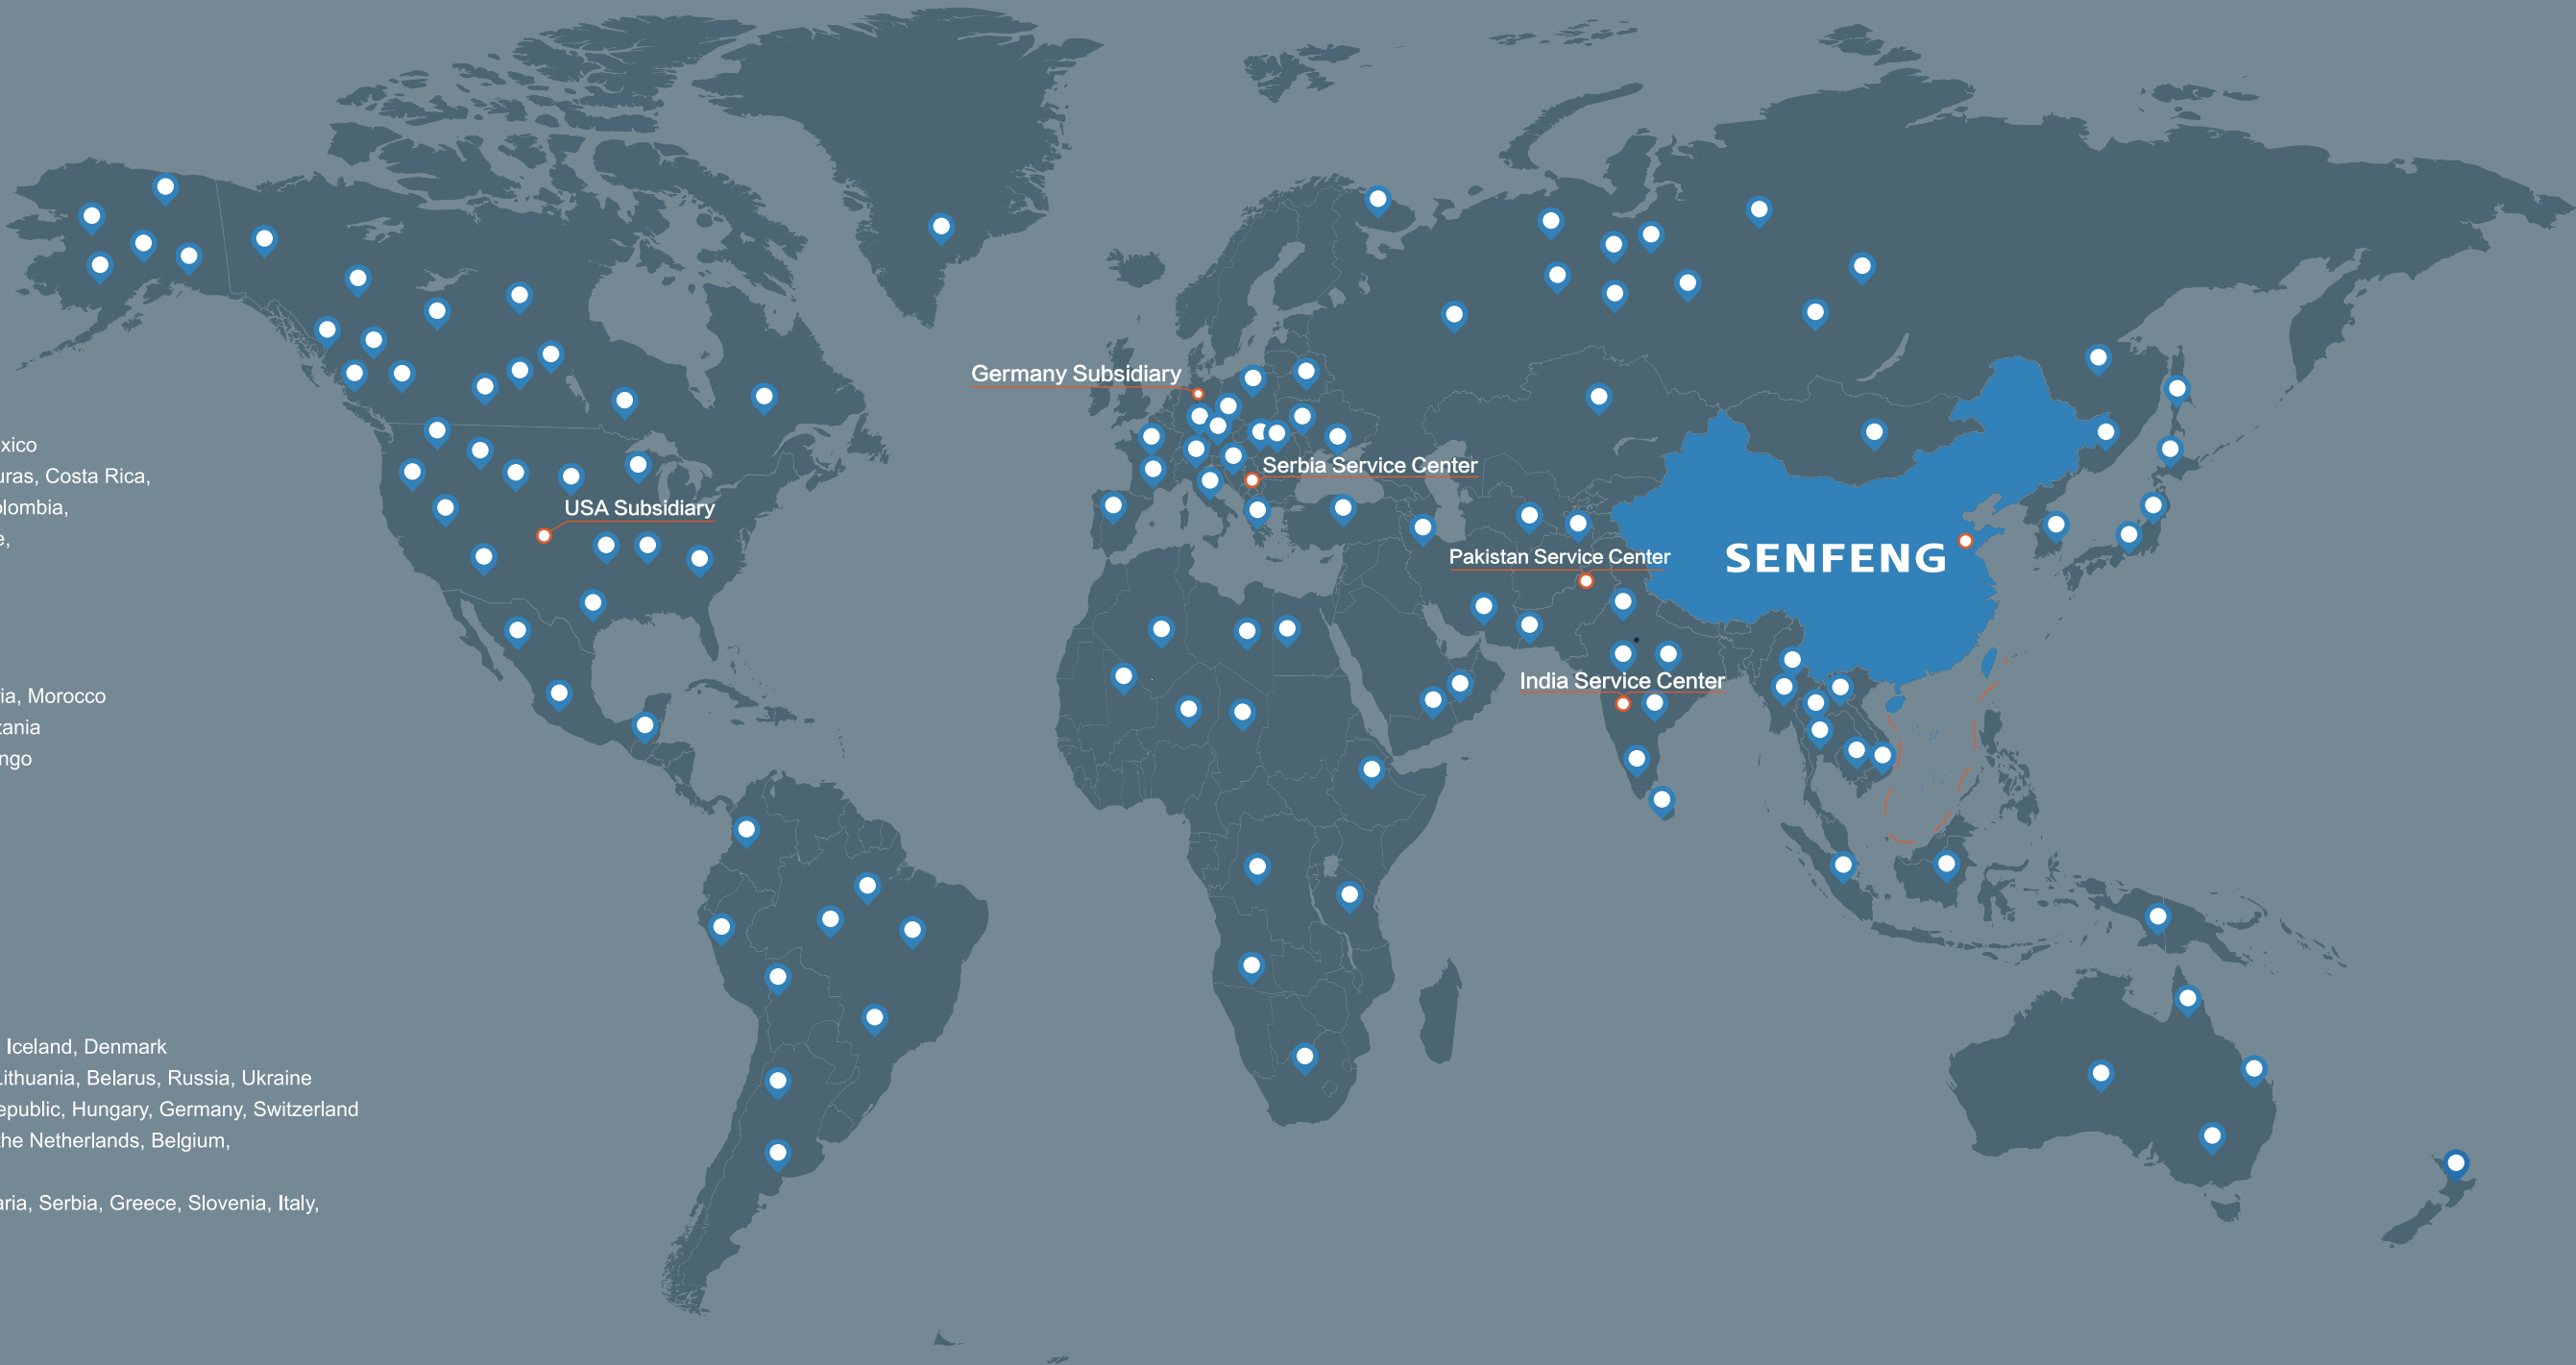 xico
uras, Costa Rica,
olombia,
e,
ria, Morocco
zania
ngo
Iceland, Denmark
Lithuania, Belarus, Russia, Ukraine
epublic, Hungary, Germany, Switzerland
the Netherlands, Belgium,
aria, Serbia, Greece, Slovenia, Italy,
Germany Subsidiary
Serbia Service Center
USA Subsidiary
Pakistan Service Center
SENFENG
India Service Center